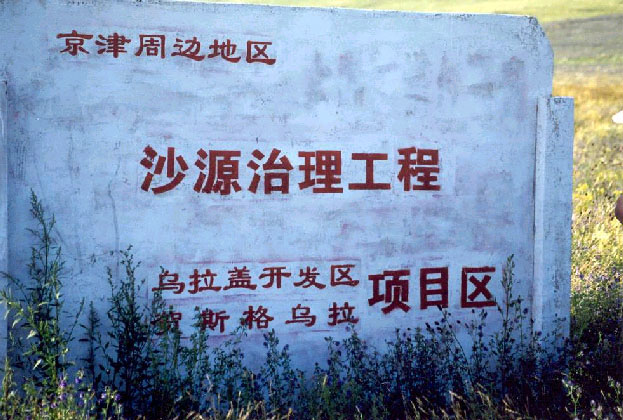 京津周边地区
沙源治理工程
乌拉盖开发区
贺斯格乌拉
项目区